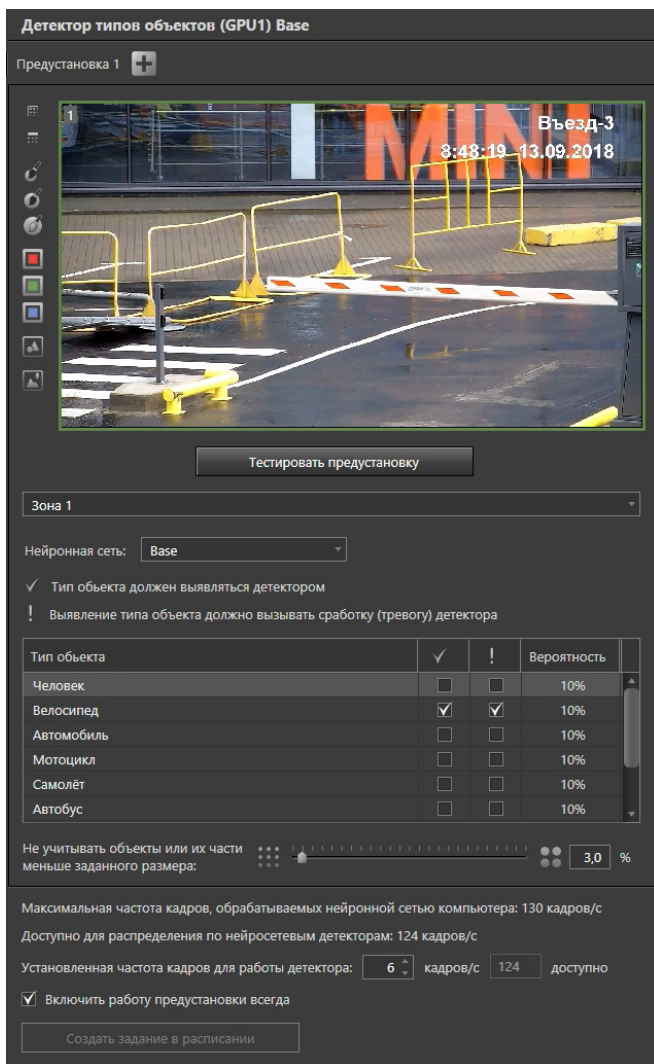 Детектор типов объектов (GPU1) Base
Предустановка 1
1
Въезд-3
8:48:19 13.09.2018
MINI
Тестировать предустановку
Зона 1
Нейронная сеть: Base
Тип обьекта должен выявляться детектором
! Выявление типа объекта должно вызывать сработку (тревогу) детектора
Тип обьекта ! Вероятность
Человек 10%
Велосипед 10%
Автомобиль 10%
Мотоцикл 10%
Самолёт 10%
Автобус 10%
Не учитывать объекты или их части
меньше заданного размера: 3,0 %
Максимальная частота кадров, обрабатываемых нейронной сетью компьютера: 130 кадров/с
Доступно для распределения по нейросетевым детекторам: 124 кадров/с
Установленная частота кадров для работы детектора: 6 кадров/с 124 доступно
Включить работу предустановки всегда
Создать задание в расписании